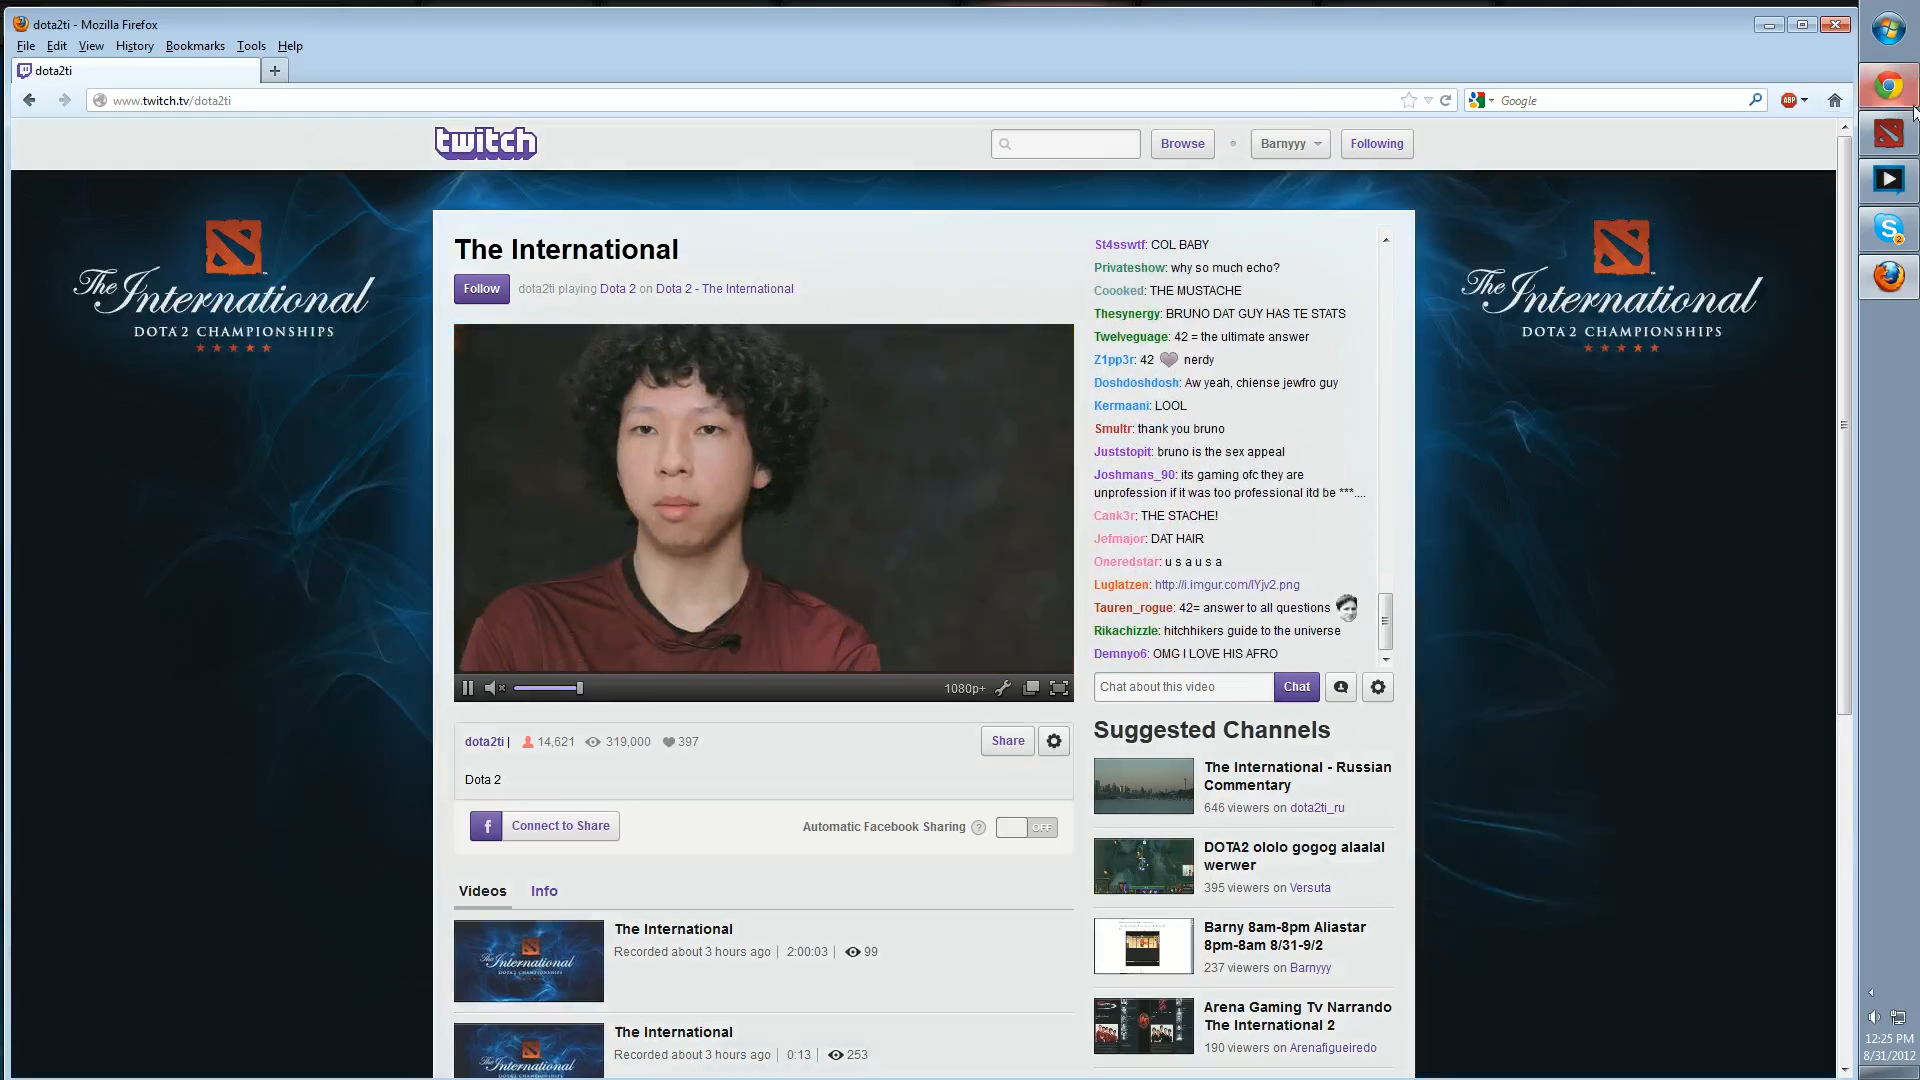 dota2ti - Mozilla Firefox
File Edit View History Bookmarks Tools Help
dota2ti
www.twitch.tv/dota2ti
Google
ABP
twitch
Browse
Barnyyy
Following
The International
DOTA 2 CHAMPIONSHIPS
The International
DOTA 2 CHAMPIONSHIPS
The International
Follow
dota2ti playing Dota 2 on Dota 2 - The International
1080p+
St4sswtf: COL BABY
Privateshow: why so much echo?
Coooked: THE MUSTACHE
Thesynergy: BRUNO DAT GUY HAS TE STATS
Twelveguage: 42 = the ultimate answer
Z1pp3r: 42 nerdy
Doshdoshdosh: Aw yeah, chiense jewfro guy
Kermaani: LOOL
Smultr: thank you bruno
Juststopit: bruno is the sex appeal
Joshmans_90: its gaming ofc they are
unprofession if it was too professional itd be ***....
Cank3r: THE STACHE!
Jefmajor: DAT HAIR
Oneredstar: u s a u s a
Luglatzen: http://i.imgur.com/lYjv2.png
Tauren_rogue: 42= answer to all questions
Rikachizzle: hitchhikers guide to the universe
Demnyo6: OMG I LOVE HIS AFRO
Chat about this video
Chat
dota2ti | 14,621 319,000 397
Share
Dota 2
f Connect to Share
Automatic Facebook Sharing ? OFF
Videos Info
The International
Recorded about 3 hours ago | 2:00:03 | 99
The International
DOTA 2 CHAMPIONSHIPS
The International
Recorded about 3 hours ago | 0:13 | 253
The International
Suggested Channels
The International - Russian
Commentary
646 viewers on dota2ti_ru
DOTA2 ololo gogog alaalal
werwer
395 viewers on Versuta
Barny 8am-8pm Aliastar
8pm-8am 8/31-9/2
237 viewers on Barnyyy
Arena Gaming Tv Narrando
The International 2
190 viewers on Arenafigueiredo
S
2
12:25 PM
8/31/2012